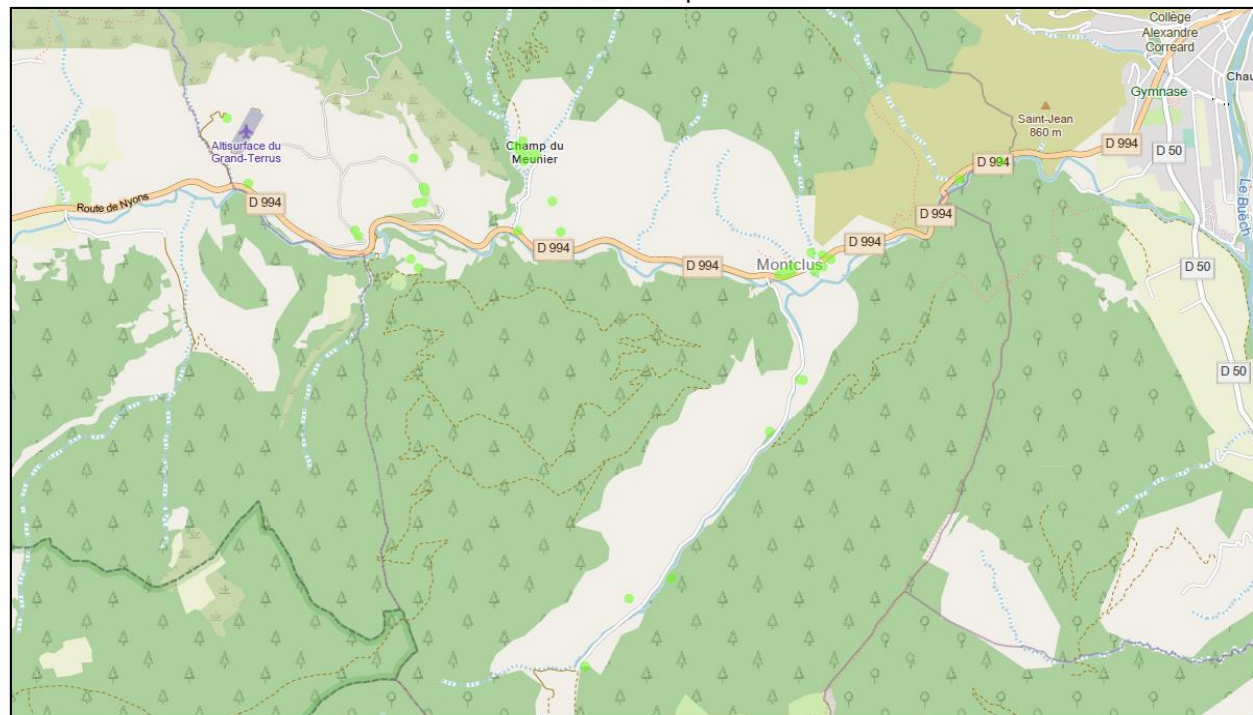 Collège
Alexandre
Corréard
Chau
Gymnase
Saint-Jean
860 m
D 994
D 50
Altisurface du
Grand-Terrus
Champ du
Meunier
D 994
Le Buëch
Route de Nyons
D 994
D 994
D 994
D 994
D 994
Montclus
D 50
D 50